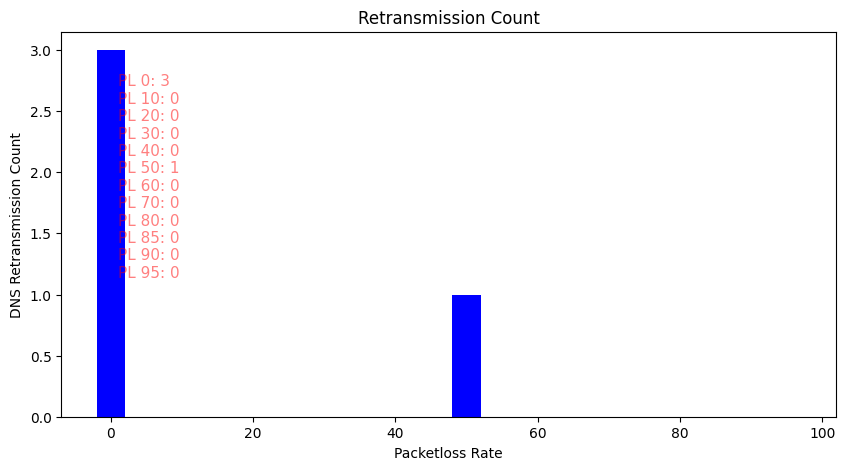 Retransmission Count
3.0
2.5
2.0
1.5
1.0
0.5
0.0
DNS Retransmission Count
PL 0: 3
PL 10: 0
PL 20: 0
PL 30: 0
PL 40: 0
PL 50: 1
PL 60: 0
PL 70: 0
PL 80: 0
PL 85: 0
PL 90: 0
PL 95: 0
0 20 40 60 80 100
Packetloss Rate